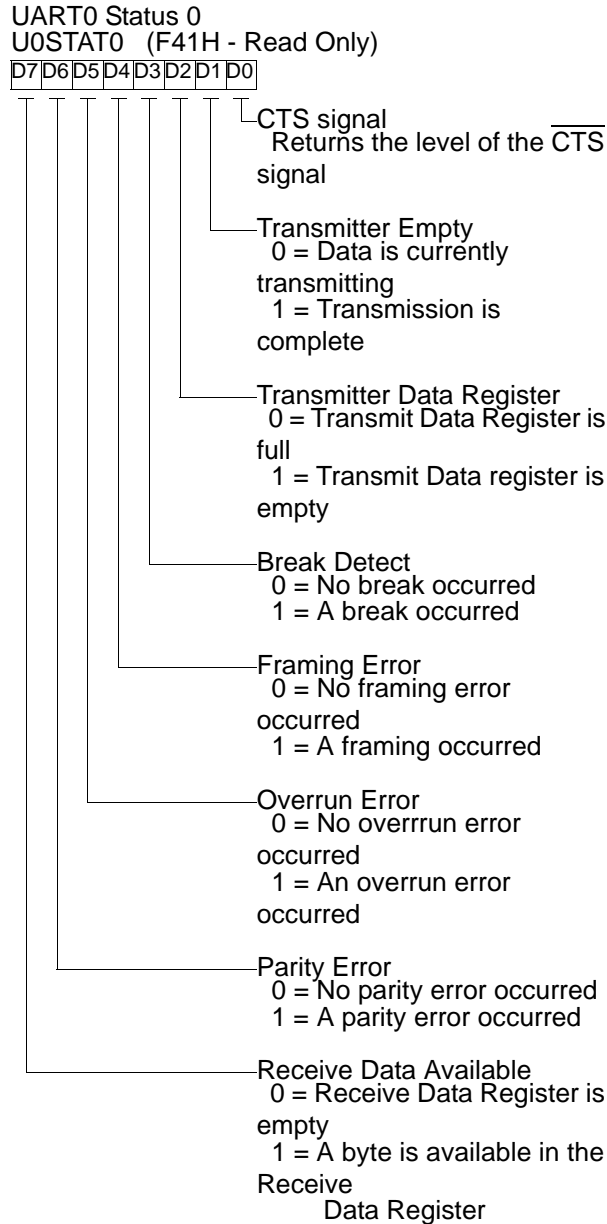 UART0 Status 0
U0STAT0 (F41H - Read Only)
D7 D6 D5 D4 D3 D2 D1 D0
CTS signal
Returns the level of the CTS
signal
Transmitter Empty
0 = Data is currently
transmitting
1 = Transmission is
complete
Transmitter Data Register
0 = Transmit Data Register is
full
1 = Transmit Data register is
empty
Break Detect
0 = No break occurred
1 = A break occurred
Framing Error
0 = No framing error
occurred
1 = A framing occurred
Overrun Error
0 = No overrrun error
occurred
1 = An overrun error
occurred
Parity Error
0 = No parity error occurred
1 = A parity error occurred
Receive Data Available
0 = Receive Data Register is
empty
1 = A byte is available in the
Receive
Data Register